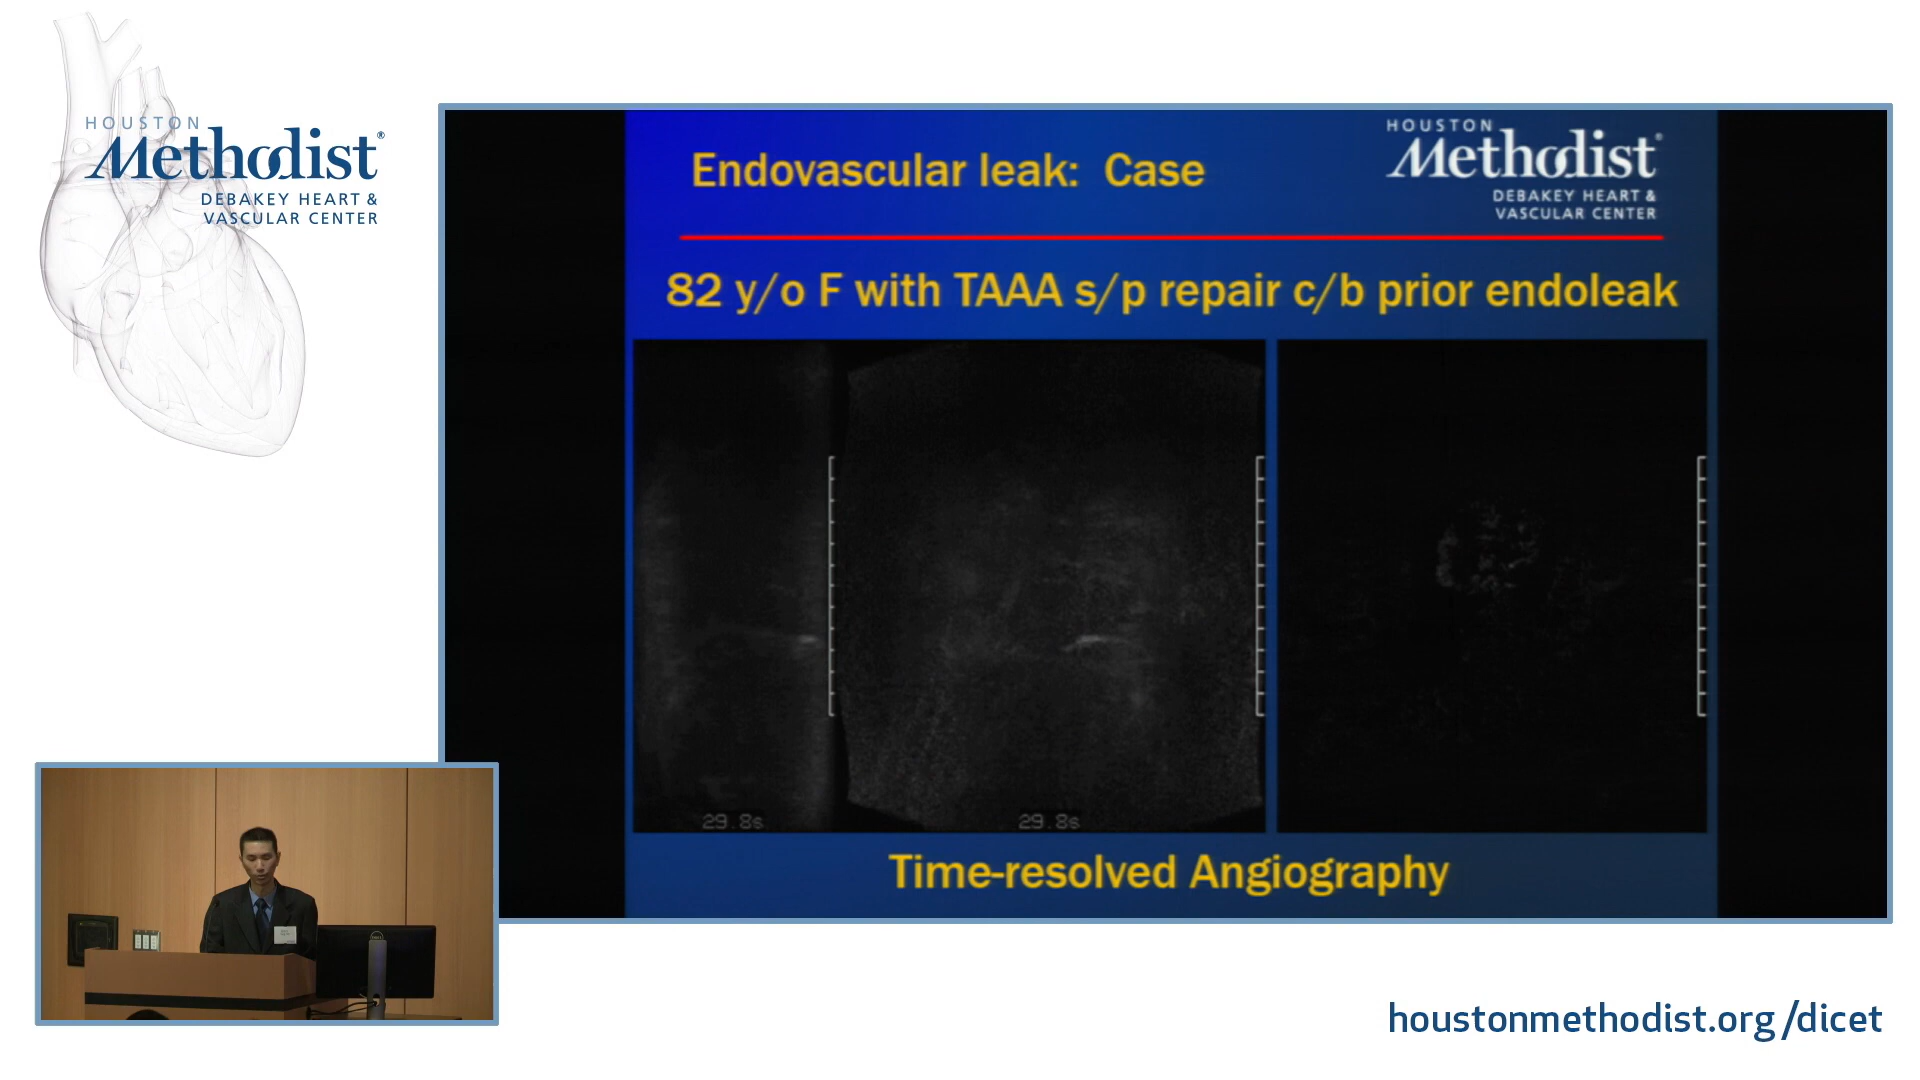 HOUSTON
Methodist®
DEBAKEY HEART &
VASCULAR CENTER
Endovascular leak: Case
HOUSTON
Methodist®
DEBAKEY HEART &
VASCULAR CENTER
82 y/o F with TAAA s/p repair c/b prior endoleak
29.8s
29.8s
Time-resolved Angiography
houstonmethodist.org/dicet